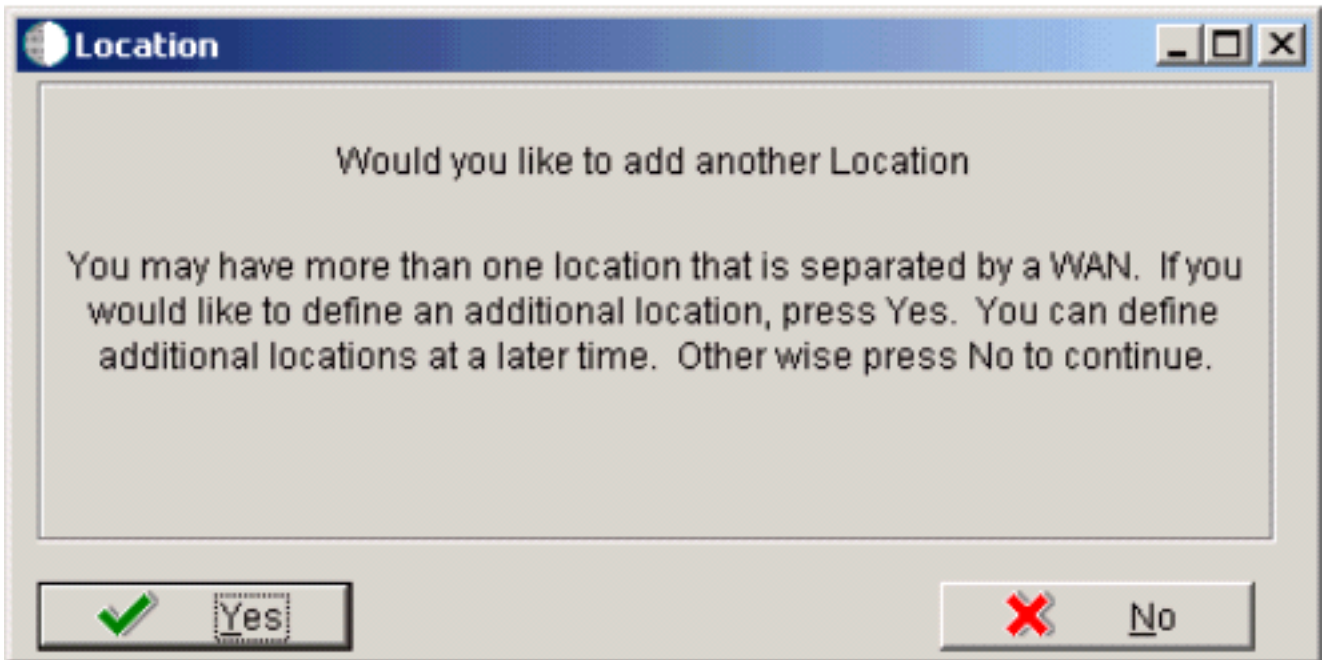 Location
Would you like to add another Location
You may have more than one location that is separated by a WAN.  If you
would like to define an additional location, press Yes.  You can define
additional locations at a later time.  Other wise press No to continue.
Yes
No